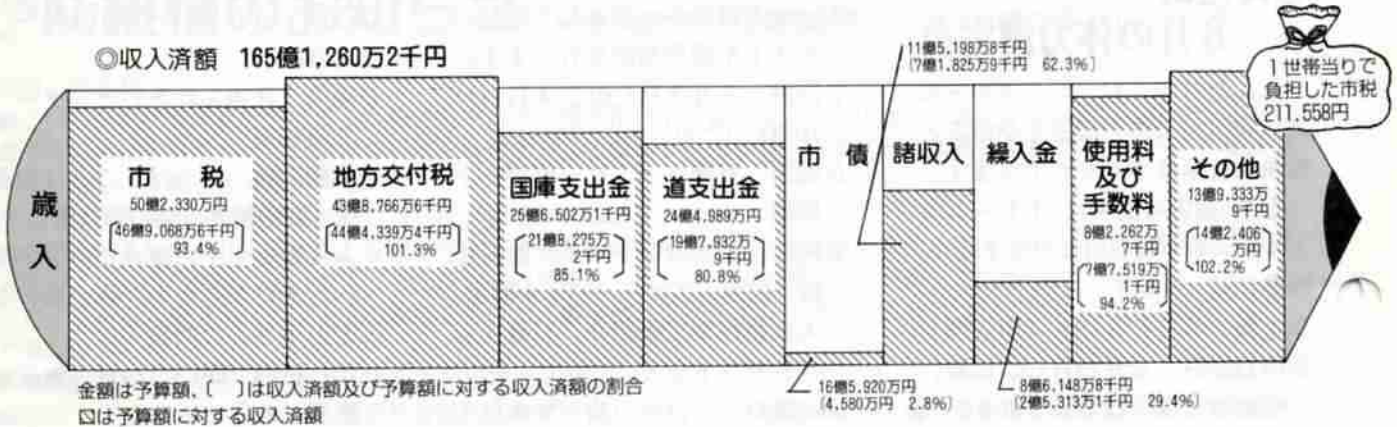 ◎収入済額 165億1,260万2千円
歳入
市税
50億2,330万円
〔46億9,068万6千円〕
93.4%
地方交付税
43億8,766万6千円
〔44億4,339万4千円〕
101.3%
国庫支出金
25億6,502万1千円
〔21億8,275万
2千円〕
85.1%
道支出金
24億4,989万円
〔19億7,932万
9千円〕
80.8%
市債
16億5,920万円
〔4,580万円 2.8%〕
諸収入
11億5,198万8千円
〔7億1,825万9千円 62.3%〕
繰入金
8億6,148万8千円
〔2億5,313万1千円 29.4%〕
使用料
及び
手数料
8億2,262万
7千円
〔7億7,519万
1千円〕
94.2%
その他
13億9,333万
9千円
〔14億2,406
万円〕
102.2%
1世帯当りで
負担した市税
211,558円
金額は予算額、〔 〕は収入済額及び予算額に対する収入済額の割合
▧は予算額に対する収入済額